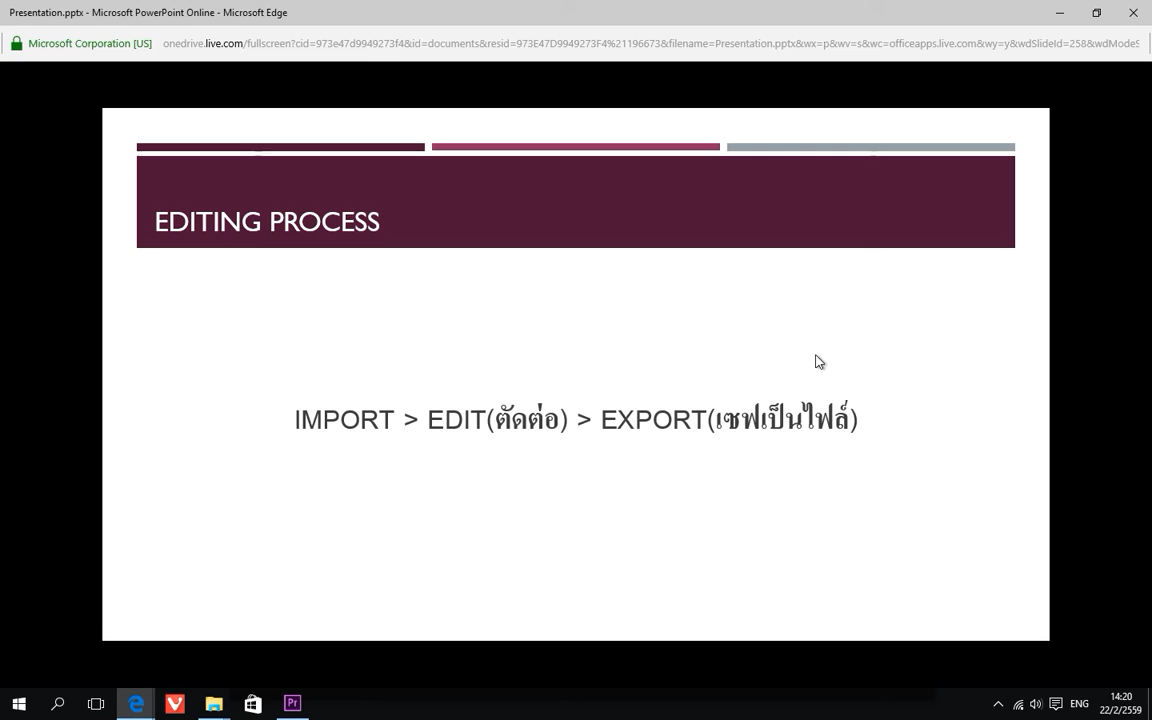 Presentation.pptx - Microsoft PowerPoint Online - Microsoft Edge
Microsoft Corporation [US] onedrive.live.com/fullscreen?cid=973e47d9949273f4&id=documents&resid=973E47D9949273F4%21196673&filename=Presentation.pptx&wx=p&wv=s&wc=officeapps.live.com&wy=y&wdSlideId=258&wdModeS
EDITING PROCESS
IMPORT > EDIT(ตัดต่อ) > EXPORT(เซฟเป็นไฟล์่)
Pr
ENG
14:20
22/2/2559